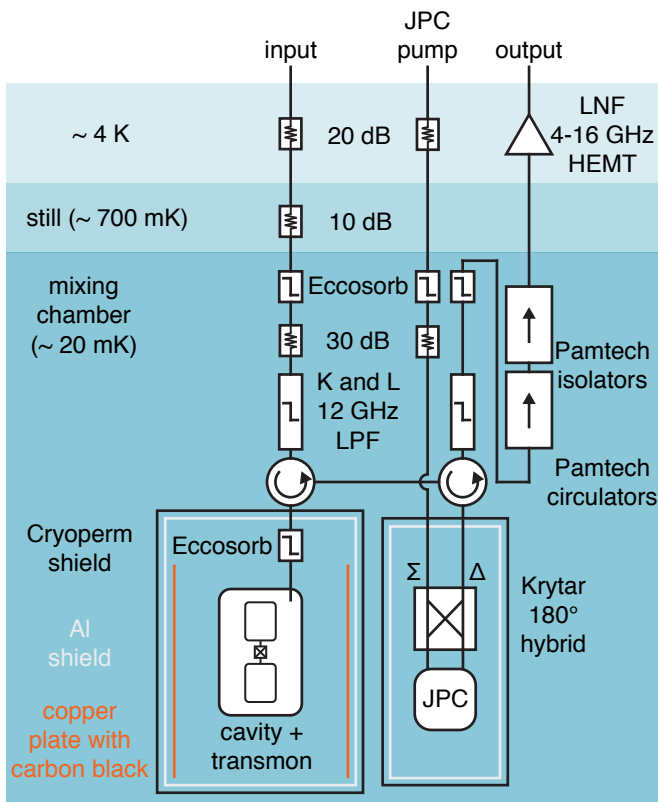 input
JPC
pump
output
~ 4 K
20 dB
LNF
4-16 GHz
HEMT
still (~ 700 mK)
10 dB
mixing
chamber
(~ 20 mK)
Eccosorb
30 dB
K and L
12 GHz
LPF
Pamtech
isolators
Pamtech
circulators
Cryoperm
shield
Eccosorb
Al
shield
copper
plate with
carbon black
cavity +
transmon
Σ
Δ
Krytar
180°
hybrid
JPC